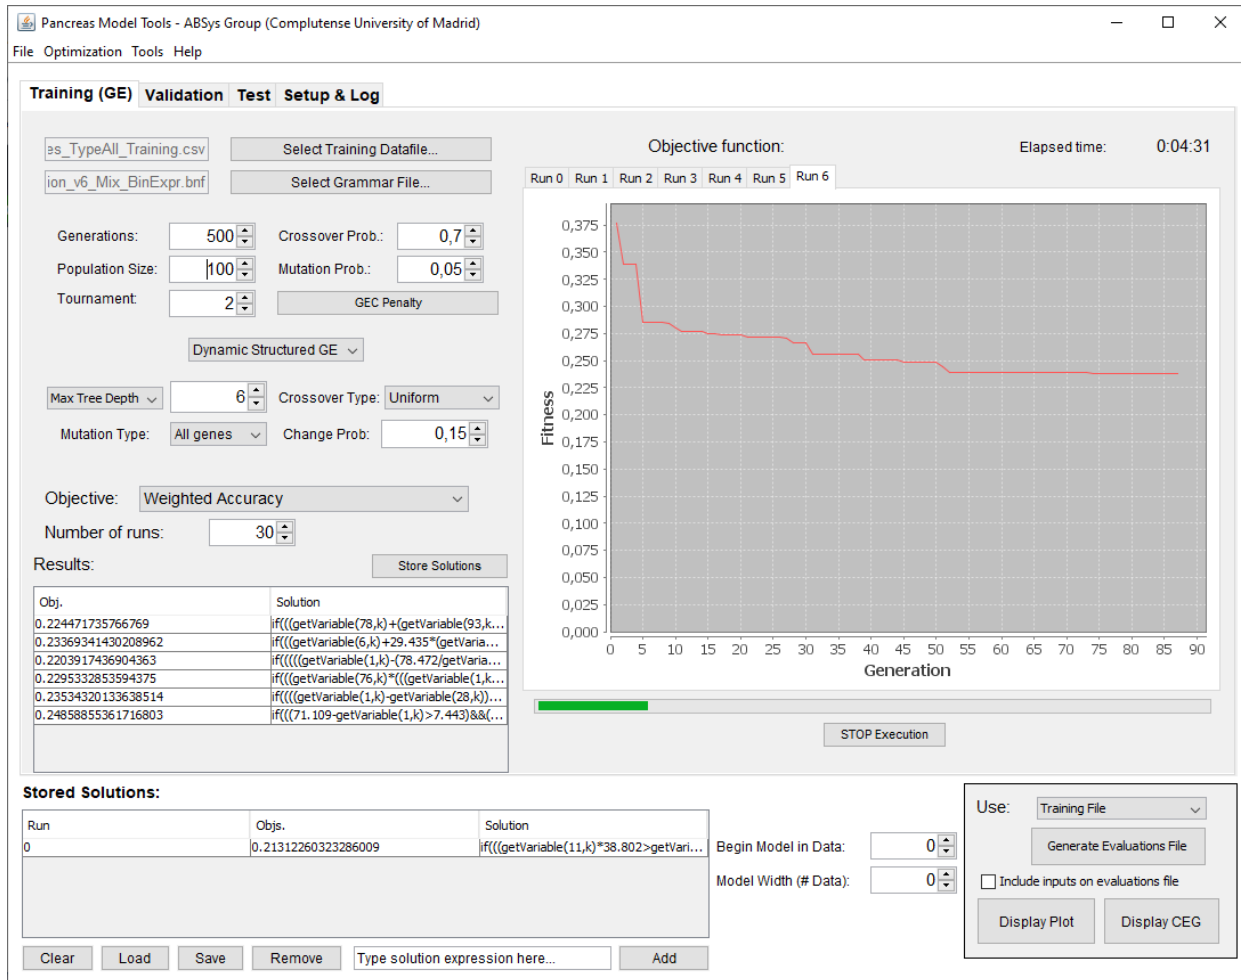 Pancreas Model Tools - ABSys Group (Complutense University of Madrid)
File Optimization Tools Help
Training (GE) Validation Test Setup & Log
es_TypeAll_Training.csv Select Training Datafile...
ion_v6_Mix_BinExpr.bnf Select Grammar File...
Generations: 500 Crossover Prob.: 0,7
Population Size: 100 Mutation Prob.: 0,05
Tournament: 2 GEC Penalty
Dynamic Structured GE
Max Tree Depth 6 Crossover Type: Uniform
Mutation Type: All genes Change Prob: 0,15
Objective: Weighted Accuracy
Number of runs: 30
Results: Store Solutions
Obj. Solution
0.224471735766769 if(((getVariable(78,k)+(getVariable(93,k...
0.23369341430208962 if(((getVariable(6,k)+29.435*(getVaria...
0.2203917436904363 if(((((getVariable(1,k)-(78.472/getVaria...
0.2295332853594375 if(((getVariable(76,k)*(((getVariable(1,k...
0.23534320133638514 if((((getVariable(1,k)-getVariable(28,k))...
0.24858855361716803 if(((71.109-getVariable(1,k)>7.443)&&(...
Objective function: Elapsed time: 0:04:31
Run 0 Run 1 Run 2 Run 3 Run 4 Run 5 Run 6
Fitness
0,375
0,350
0,325
0,300
0,275
0,250
0,225
0,200
0,175
0,150
0,125
0,100
0,075
0,050
0,025
0,000
0 5 10 15 20 25 30 35 40 45 50 55 60 65 70 75 80 85 90
Generation
STOP Execution
Stored Solutions:
Run Objs. Solution
0 0.21312260323286009 if(((getVariable(11,k)*38.802>getVari...
Clear Load Save Remove Type solution expression here... Add
Begin Model in Data: 0
Model Width (# Data): 0
Use: Training File
Generate Evaluations File
Include inputs on evaluations file
Display Plot Display CEG